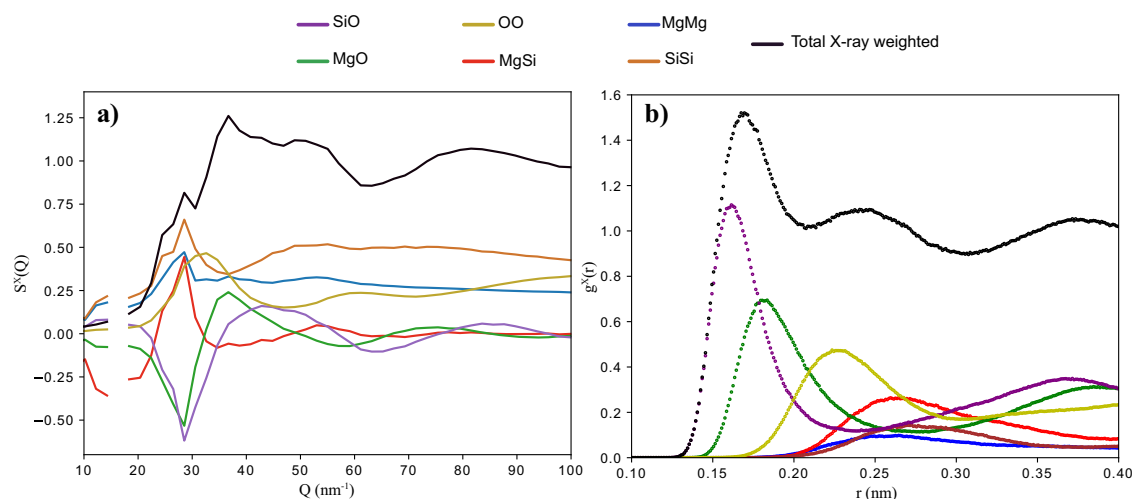 SiO OO MgMg Total X-ray weighted
MgO MgSi SiSi
a)
1.25
1.00
0.75
0.50
0.25
0.00
−0.25
−0.50
S^X(Q)
10 20 30 40 50 60 70 80 90 100
Q (nm⁻¹)
b)
1.6
1.4
1.2
1.0
0.8
0.6
0.4
0.2
0.0
g^X(r)
0.10 0.15 0.20 0.25 0.30 0.35 0.40
r (nm)